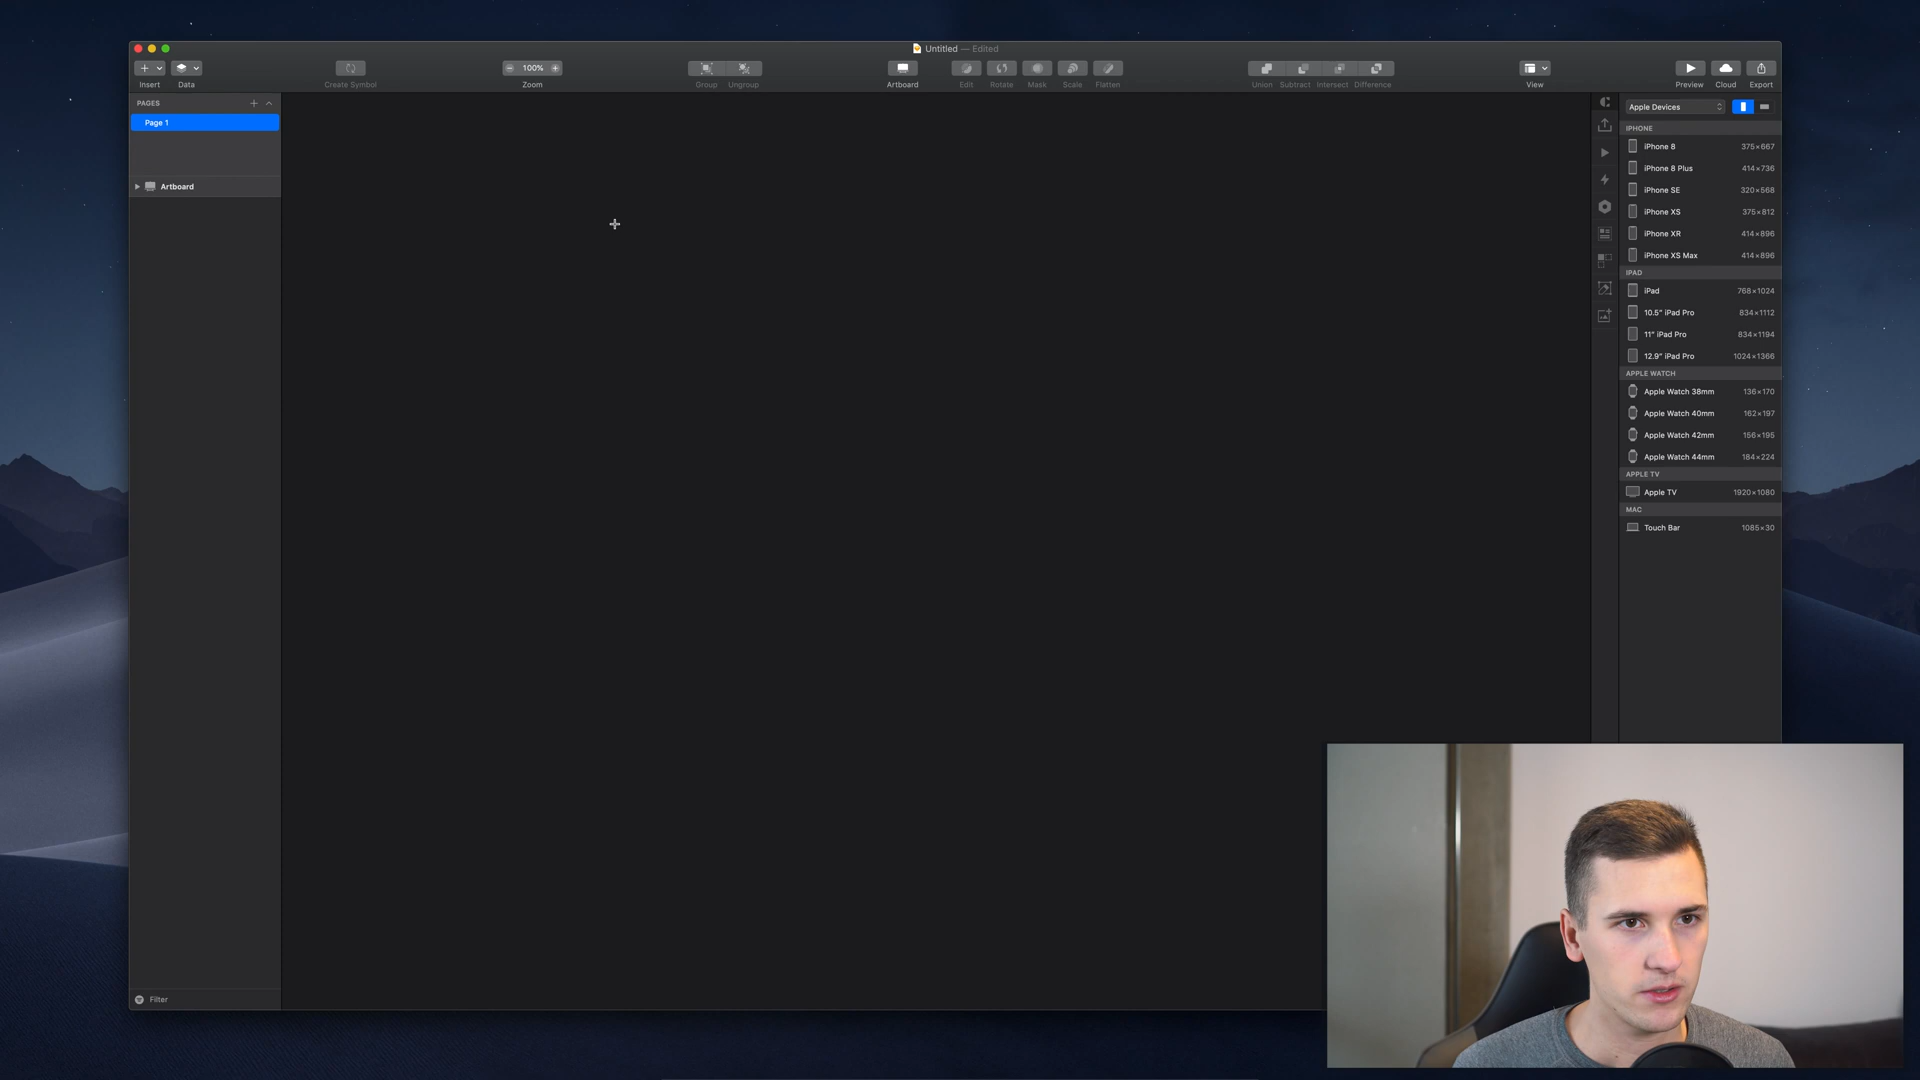 Untitled — Edited
Insert
Data
Create Symbol
100%
Zoom
Group
Ungroup
Artboard
Edit
Rotate
Mask
Scale
Flatten
Union
Subtract
Intersect
Difference
View
Preview
Cloud
Export
PAGES
Page 1
Artboard
Filter
Apple Devices
IPHONE
iPhone 8 375×667
iPhone 8 Plus 414×736
iPhone SE 320×568
iPhone XS 375×812
iPhone XR 414×896
iPhone XS Max 414×896
IPAD
iPad 768×1024
10.5" iPad Pro 834×1112
11" iPad Pro 834×1194
12.9" iPad Pro 1024×1366
APPLE WATCH
Apple Watch 38mm 136×170
Apple Watch 40mm 162×197
Apple Watch 42mm 156×195
Apple Watch 44mm 184×224
APPLE TV
Apple TV 1920×1080
MAC
Touch Bar 1085×30